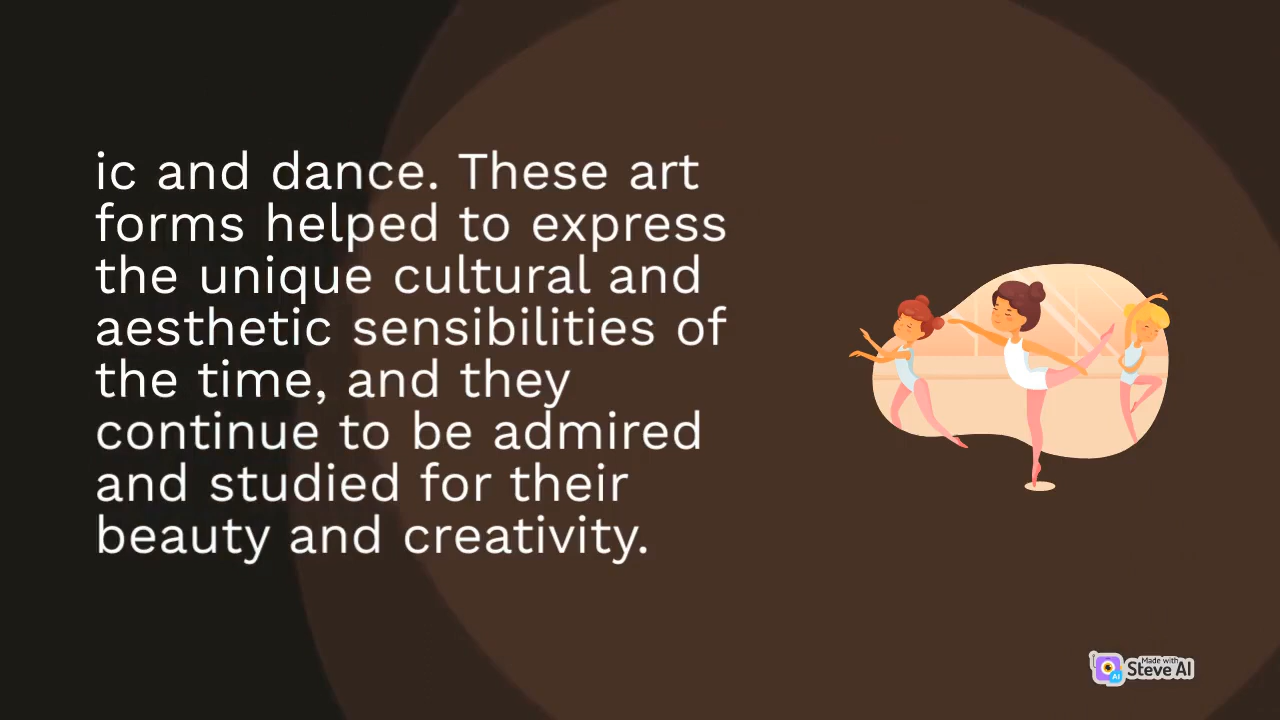 ic and dance. These art
forms helped to express
the unique cultural and
aesthetic sensibilities of
the time, and they
continue to be admired
and studied for their
beauty and creativity.
Made with
Steve AI
AI